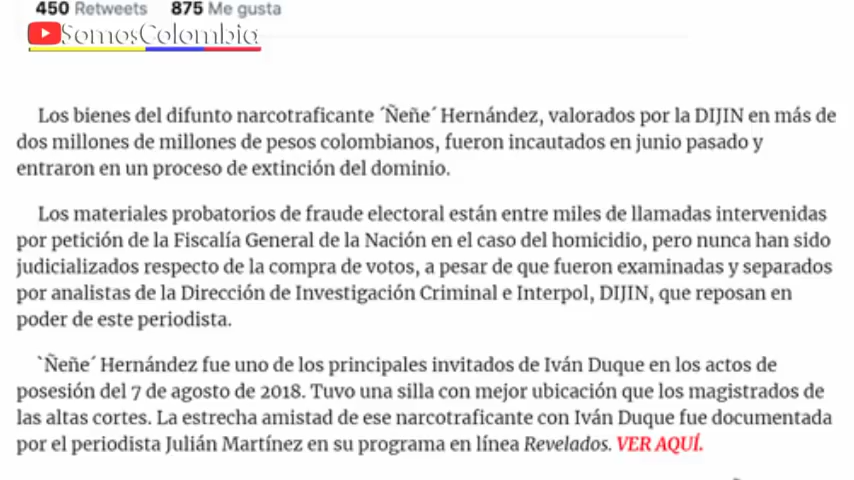 450 Retweets 875 Me gusta
SomosColombia
Los bienes del difunto narcotraficante ´Ñeñe´ Hernández, valorados por la DIJIN en más de
dos millones de millones de pesos colombianos, fueron incautados en junio pasado y
entraron en un proceso de extinción del dominio.
Los materiales probatorios de fraude electoral están entre miles de llamadas intervenidas
por petición de la Fiscalía General de la Nación en el caso del homicidio, pero nunca han sido
judicializados respecto de la compra de votos, a pesar de que fueron examinadas y separados
por analistas de la Dirección de Investigación Criminal e Interpol, DIJIN, que reposan en
poder de este periodista.
`Ñeñe´ Hernández fue uno de los principales invitados de Iván Duque en los actos de
posesión del 7 de agosto de 2018. Tuvo una silla con mejor ubicación que los magistrados de
las altas cortes. La estrecha amistad de ese narcotraficante con Iván Duque fue documentada
por el periodista Julián Martínez en su programa en línea Revelados. VER AQUÍ.